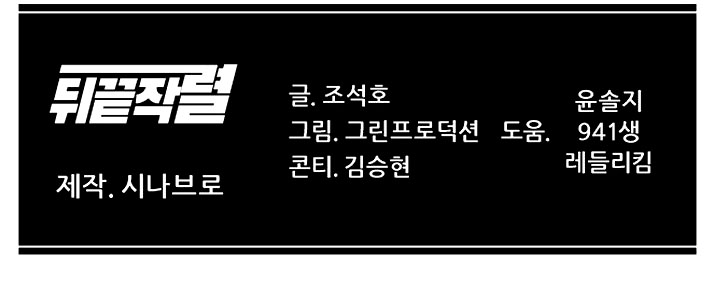 뒤끝작렬
제작. 시나브로
글. 조석호
그림. 그린프로덕션
콘티. 김승현
도움.
윤솔지
941생
레들리킴